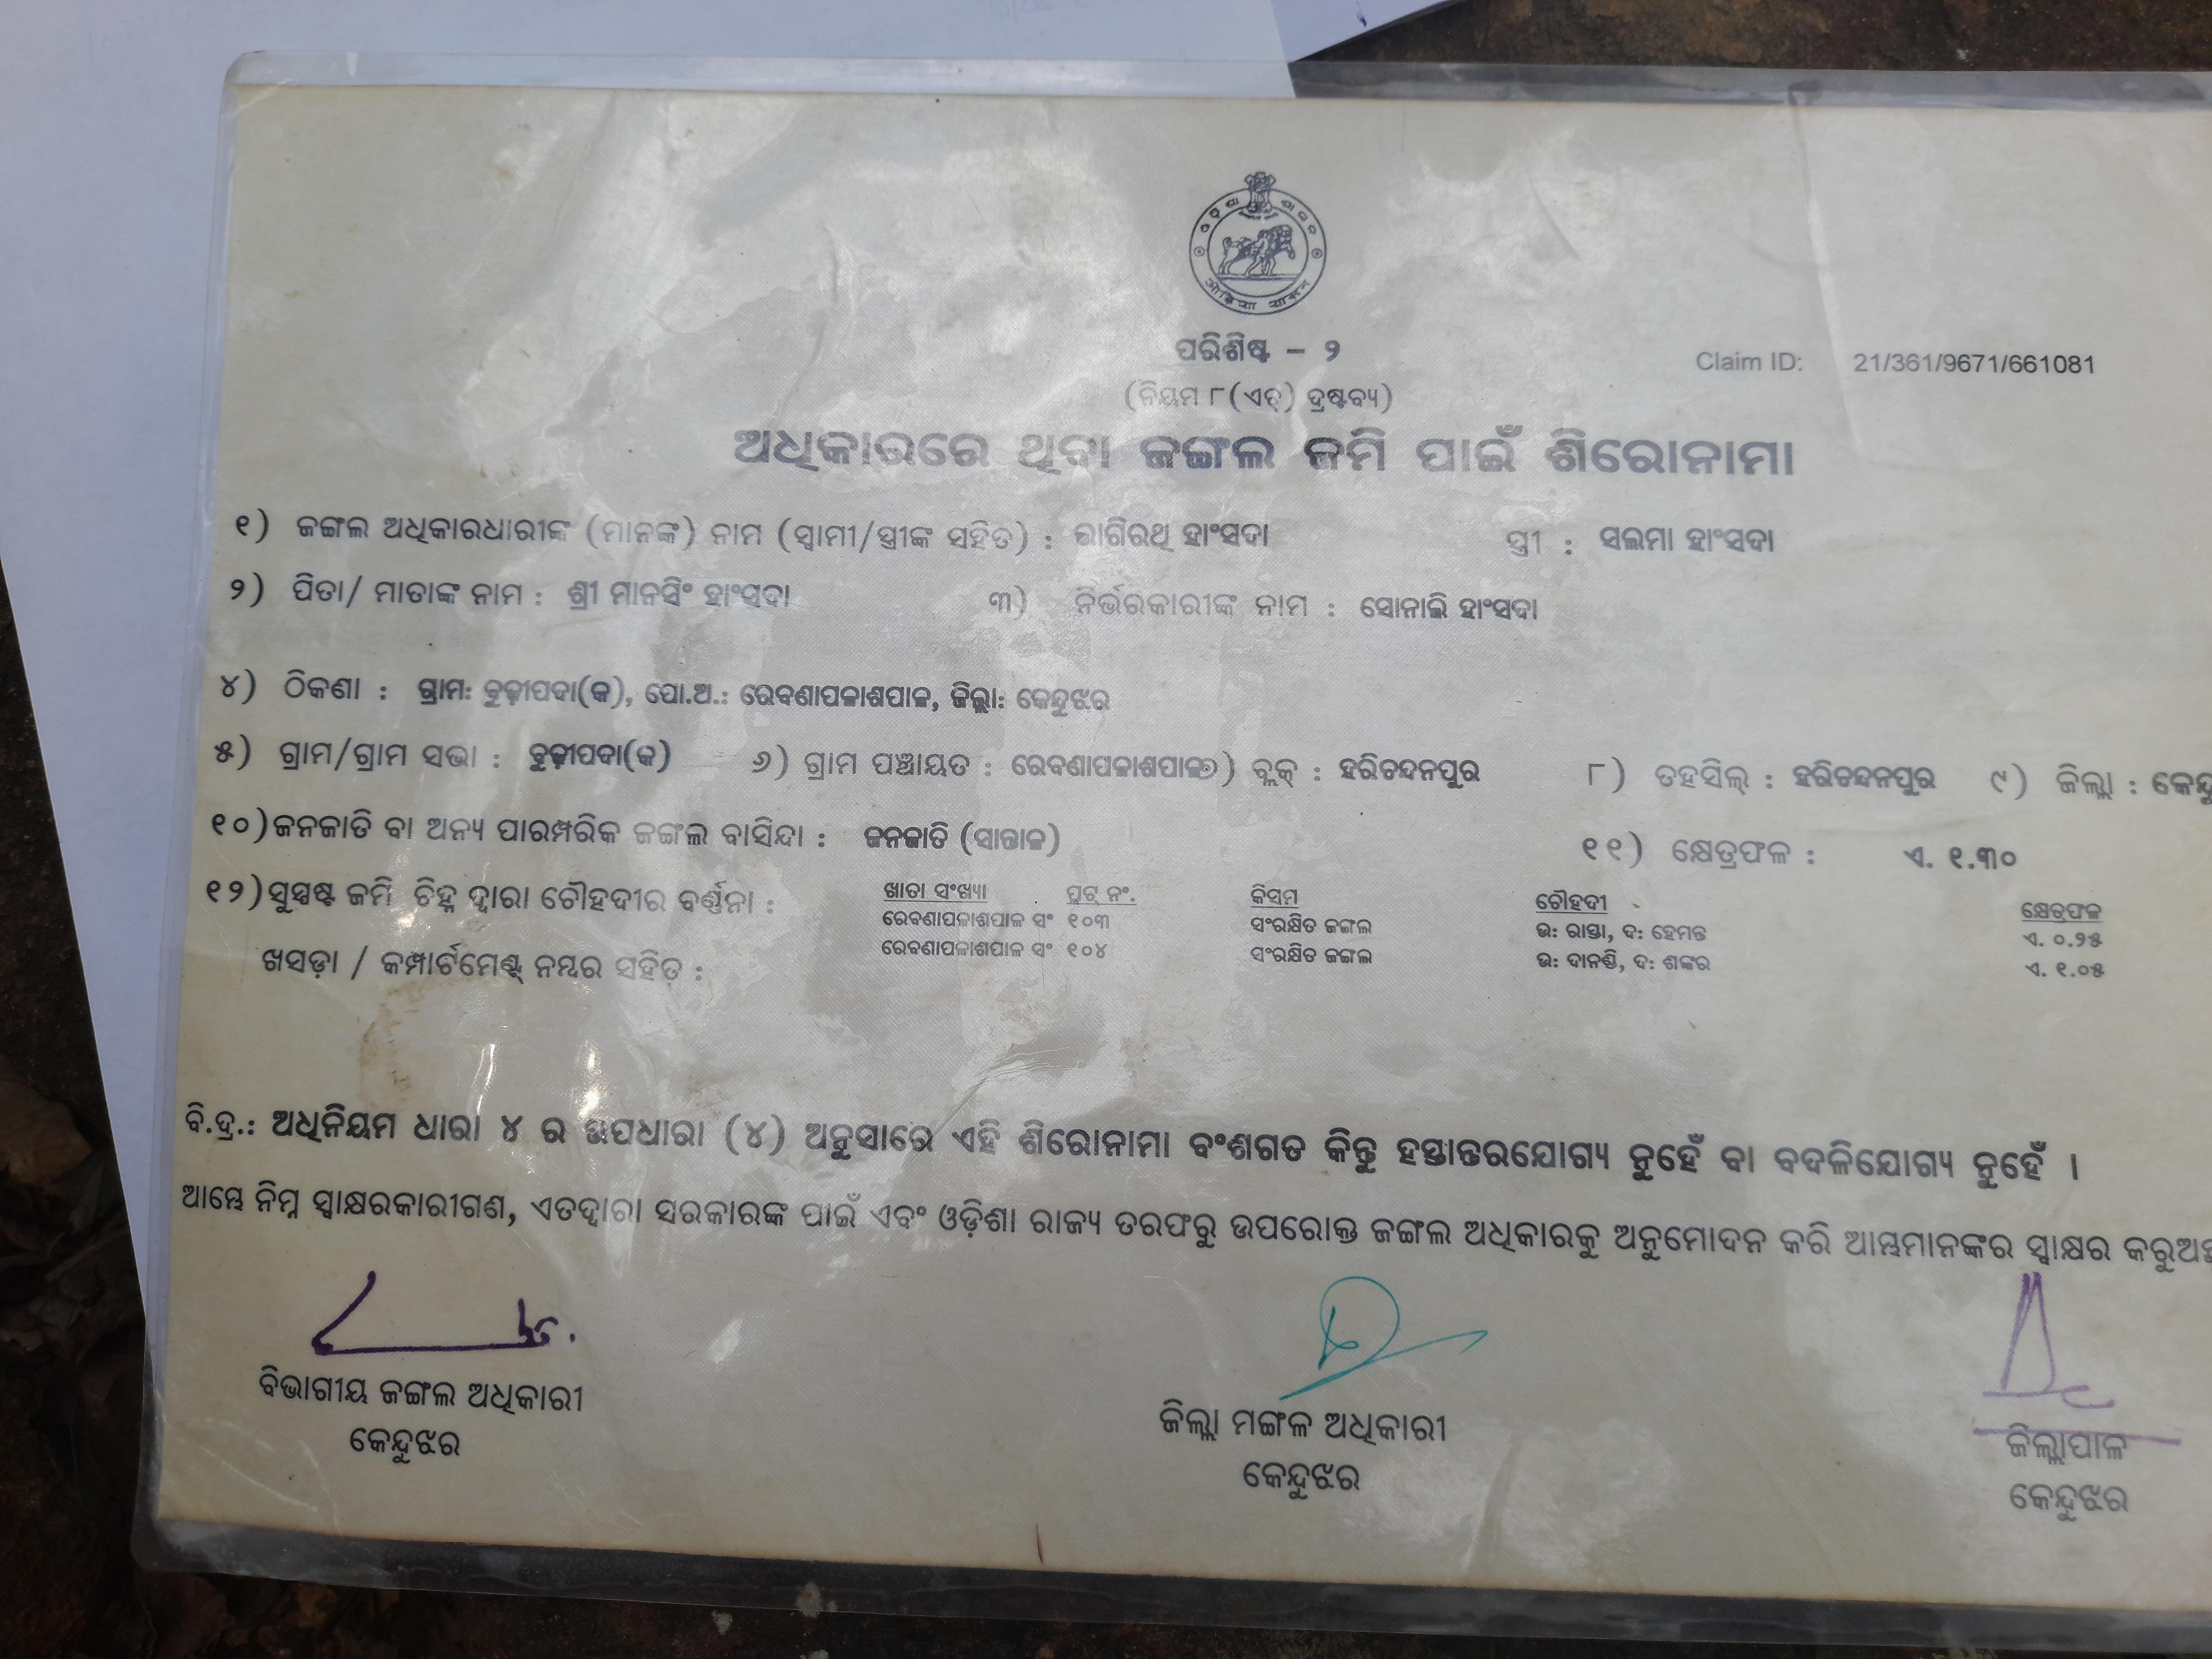 ଓଡ଼ିଶା ଶାସନ
ओड़िशा शासन
ପରିଶିଷ୍ଟ – ୨
Claim ID: 21/361/9671/661081
(ନିୟମ ୮(ଏଚ୍) ଦ୍ରଷ୍ଟବ୍ୟ)
ଅଧିକାରରେ ଥିବା ଜଙ୍ଗଲ ଜମି ପାଇଁ ଶିରୋନାମା
୧) ଜଙ୍ଗଲ ଅଧିକାରଧାରୀଙ୍କ (ମାନଙ୍କ) ନାମ (ସ୍ୱାମୀ/ସ୍ତ୍ରୀଙ୍କ ସହିତ) : ଭାଗିରଥି ହାଂସଦା ସ୍ତ୍ରୀ : ସଲମା ହାଂସଦା
୨) ପିତା/ ମାତାଙ୍କ ନାମ : ଶ୍ରୀ ମାନସିଂ ହାଂସଦା ୩) ନିର୍ଭରକାରୀଙ୍କ ନାମ : ସୋନାଲି ହାଂସଦା
୪) ଠିକଣା : ଗ୍ରାମ: ବୁଢ଼ୀପଦା(କ), ପୋ.ଅ.: ରେବଣାପଳାଶପାଳ, ଜିଲ୍ଲା: କେନ୍ଦୁଝର
୫) ଗ୍ରାମ/ଗ୍ରାମ ସଭା : ବୁଢ଼ୀପଦା(କ) ୬) ଗ୍ରାମ ପଞ୍ଚାୟତ : ରେବଣାପଳାଶପାଳ ୭) ବ୍ଲକ୍ : ହରିଚନ୍ଦନପୁର ୮) ତହସିଲ୍ : ହରିଚନ୍ଦନପୁର ୯) ଜିଲ୍ଲା : କେନ୍ଦୁ
୧୦) ଜନଜାତି ବା ଅନ୍ୟ ପାରମ୍ପରିକ ଜଙ୍ଗଲ ବାସିନ୍ଦା : ଜନଜାତି (ସାନ୍ତାଳ) ୧୧) କ୍ଷେତ୍ରଫଳ : ଏ. ୧.୩୦
୧୨) ସୁସ୍ପଷ୍ଟ ଜମି ଚିହ୍ନ ଦ୍ୱାରା ଚୌହଦୀର ବର୍ଣ୍ଣନା : ଖାତା ସଂଖ୍ୟା ପ୍ଲଟ୍ ନଂ. କିସମ ଚୌହଦୀ କ୍ଷେତ୍ରଫଳ
ରେବଣାପଳାଶପାଳ ସଂ ୧୦୩ ସଂରକ୍ଷିତ ଜଙ୍ଗଲ ଉ: ରାସ୍ତା, ଦ: ହେମନ୍ତ ଏ. ୦.୨୫
ଖସଡ଼ା / କମ୍ପାର୍ଟମେଣ୍ଟ୍ ନମ୍ବର ସହିତ : ରେବଣାପଳାଶପାଳ ସଂ ୧୦୪ ସଂରକ୍ଷିତ ଜଙ୍ଗଲ ଉ: ଦାନଣ୍ଡି, ଦ: ଶଙ୍କର ଏ. ୧.୦୫
ବି.ଦ୍ର.: ଅଧିନିୟମ ଧାରା ୪ ର ଉପଧାରା (୪) ଅନୁସାରେ ଏହି ଶିରୋନାମା ବଂଶଗତ କିନ୍ତୁ ହସ୍ତାନ୍ତରଯୋଗ୍ୟ ନୁହେଁ ବା ବଦଳିଯୋଗ୍ୟ ନୁହେଁ ।
ଆମ୍ଭେ ନିମ୍ନ ସ୍ୱାକ୍ଷରକାରୀଗଣ, ଏତଦ୍ୱାରା ସରକାରଙ୍କ ପାଇଁ ଏବଂ ଓଡ଼ିଶା ରାଜ୍ୟ ତରଫରୁ ଉପରୋକ୍ତ ଜଙ୍ଗଲ ଅଧିକାରକୁ ଅନୁମୋଦନ କରି ଆମ୍ଭମାନଙ୍କର ସ୍ୱାକ୍ଷର
ବିଭାଗୀୟ ଜଙ୍ଗଲ ଅଧିକାରୀ ଜିଲ୍ଲା ମଙ୍ଗଳ ଅଧିକାରୀ ଜିଲ୍ଲାପାଳ
କେନ୍ଦୁଝର କେନ୍ଦୁଝର କେନ୍ଦୁଝର